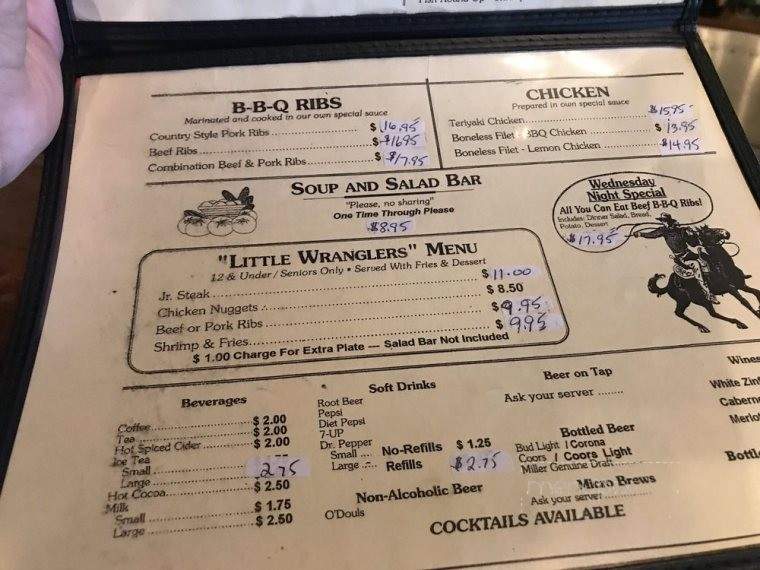 B-B-Q RIBS
Marinated and cooked in our own special sauce
Country Style Pork Ribs $ 16.95
Beef Ribs $ 16.95
Combination Beef & Pork Ribs $ 17.95
CHICKEN
Prepared in our own special sauce
Teriyaki Chicken $ 15.95
Boneless Filet BBQ Chicken $ 13.95
Boneless Filet - Lemon Chicken $14.95
SOUP AND SALAD BAR
"Please, no sharing"
One Time Through Please
$8.95
Wednesday
Night Special
All You Can Eat Beef B-B-Q Ribs!
Includes: Dinner Salad, Bread,
Potato, Dessert
$17.95
"LITTLE WRANGLERS" MENU
12 & Under / Seniors Only • Served With Fries & Dessert
Jr. Steak $ 11.00
Chicken Nuggets $ 8.50
Beef or Pork Ribs $ 9.95
Shrimp & Fries $ 9.95
$ 1.00 Charge For Extra Plate — Salad Bar Not Included
Beverages
Coffee $ 2.00
Tea $ 2.00
Hot Spiced Cider $ 2.00
Ice Tea
Small
Large 2.75
Hot Cocoa $ 2.50
Milk
Small $ 1.75
Large $ 2.50
Soft Drinks
Root Beer
Pepsi
Diet Pepsi
7-UP
Dr. Pepper
Small No-Refills $ 1.25
Large Refills $2.75
Non-Alcoholic Beer
O'Douls
Beer on Tap
Ask your server
Bottled Beer
Bud Light / Corona
Coors / Coors Light
Miller Genuine Draft
Micro Brews
Ask your server
COCKTAILS AVAILABLE
Wines
White Zin
Caberne
Merlo
Bottl